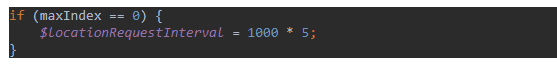 if (maxIndex == 0) {
    $locationRequestInterval = 1000 * 5;
}